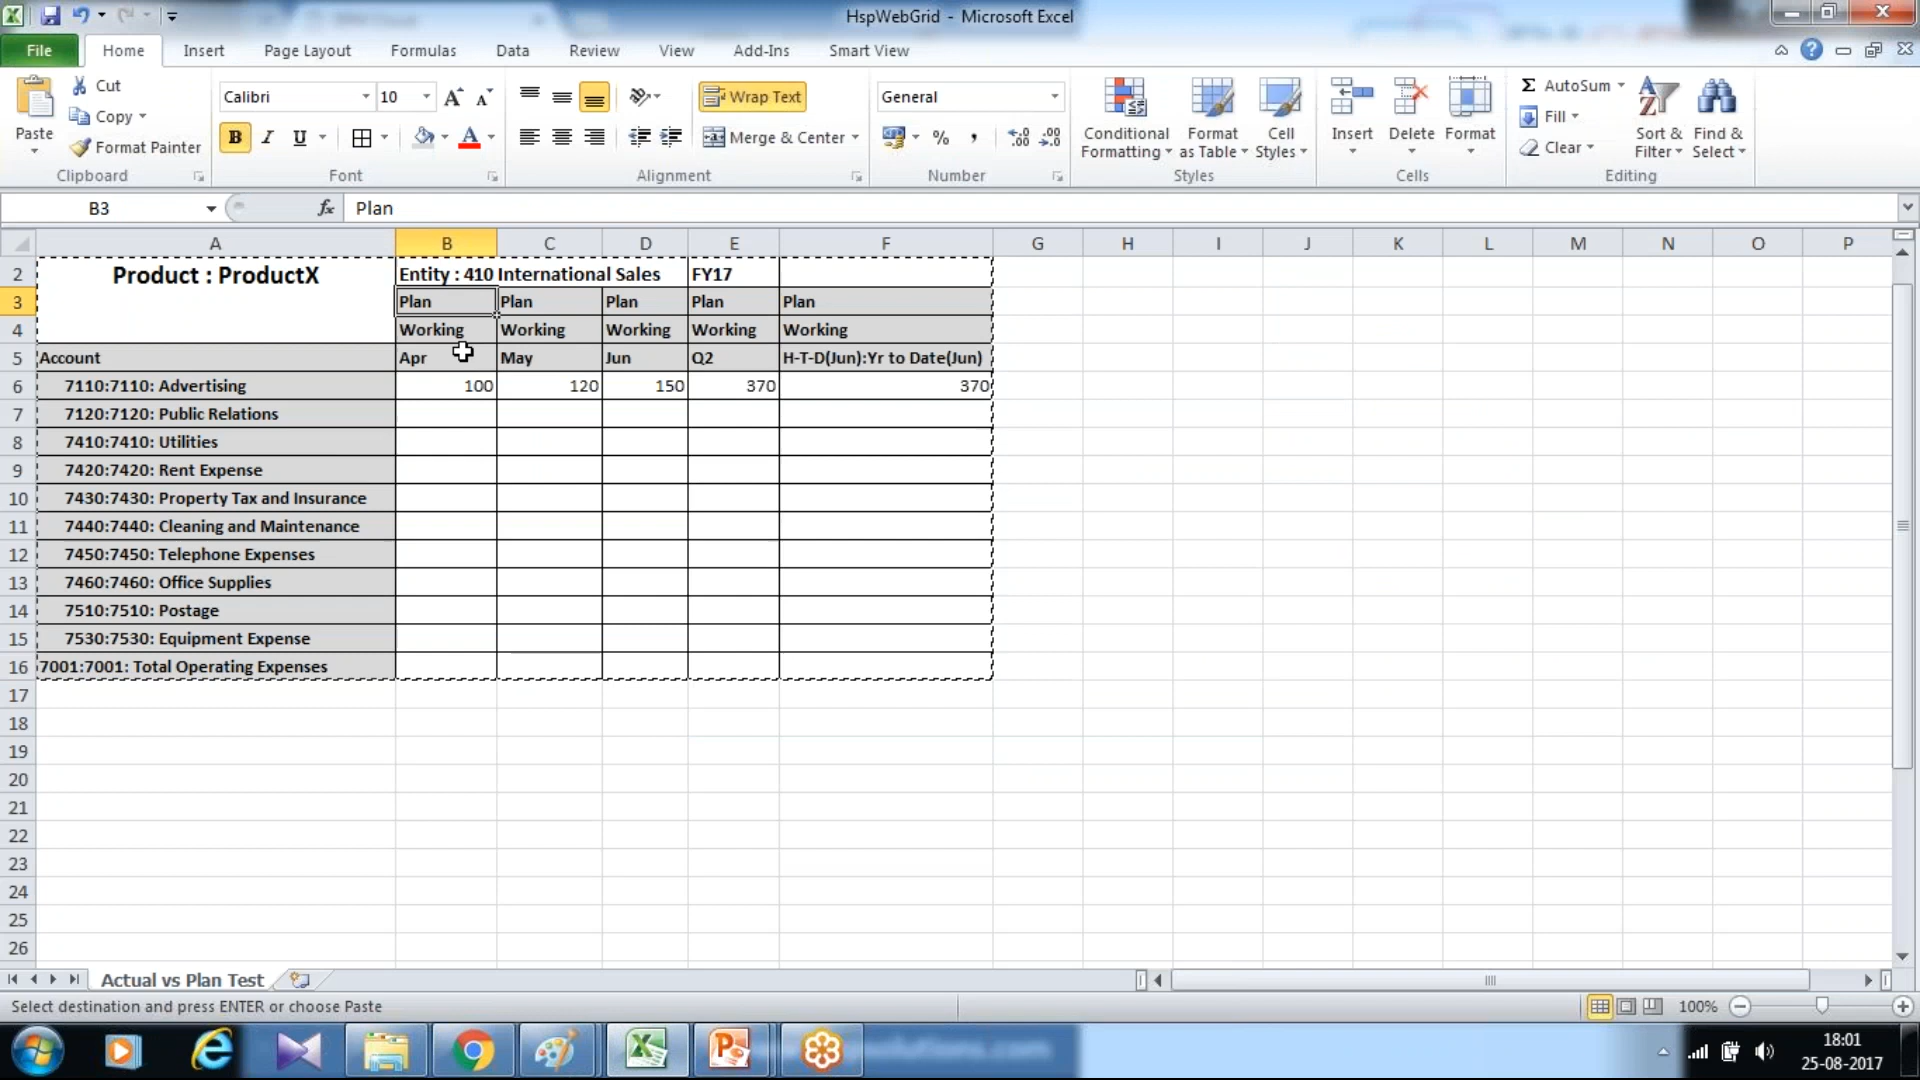 HspWebGrid - Microsoft Excel
File Home Insert Page Layout Formulas Data Review View Add-Ins Smart View
Cut
Calibri 10
Wrap Text
General
AutoSum
Copy
Fill
Paste
Conditional Formatting
Format as Table
Cell Styles
Insert Delete Format
Sort & Filter
Find & Select
Format Painter
B I U
Merge & Center
% ,
Clear
Clipboard Font Alignment Number Styles Cells Editing
B3 fx Plan
A B C D E F G H I J K L M N O P
2 Product : ProductX Entity : 410 International Sales FY17
3 Plan Plan Plan Plan Plan
4 Working Working Working Working Working
5 Account Apr May Jun Q2 H-T-D(Jun):Yr to Date(Jun)
6 7110:7110: Advertising 100 120 150 370 370
7 7120:7120: Public Relations
8 7410:7410: Utilities
9 7420:7420: Rent Expense
10 7430:7430: Property Tax and Insurance
11 7440:7440: Cleaning and Maintenance
12 7450:7450: Telephone Expenses
13 7460:7460: Office Supplies
14 7510:7510: Postage
15 7530:7530: Equipment Expense
16 7001:7001: Total Operating Expenses
17
18
19
20
21
22
23
24
25
26
Actual vs Plan Test
Select destination and press ENTER or choose Paste
100%
18:01
25-08-2017